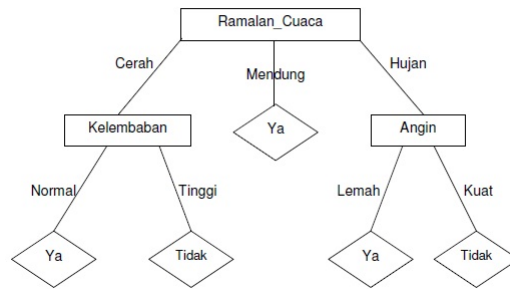 Ramalan_Cuaca
Cerah
Mendung
Hujan
Kelembaban
Ya
Angin
Normal
Tinggi
Lemah
Kuat
Ya
Tidak
Ya
Tidak